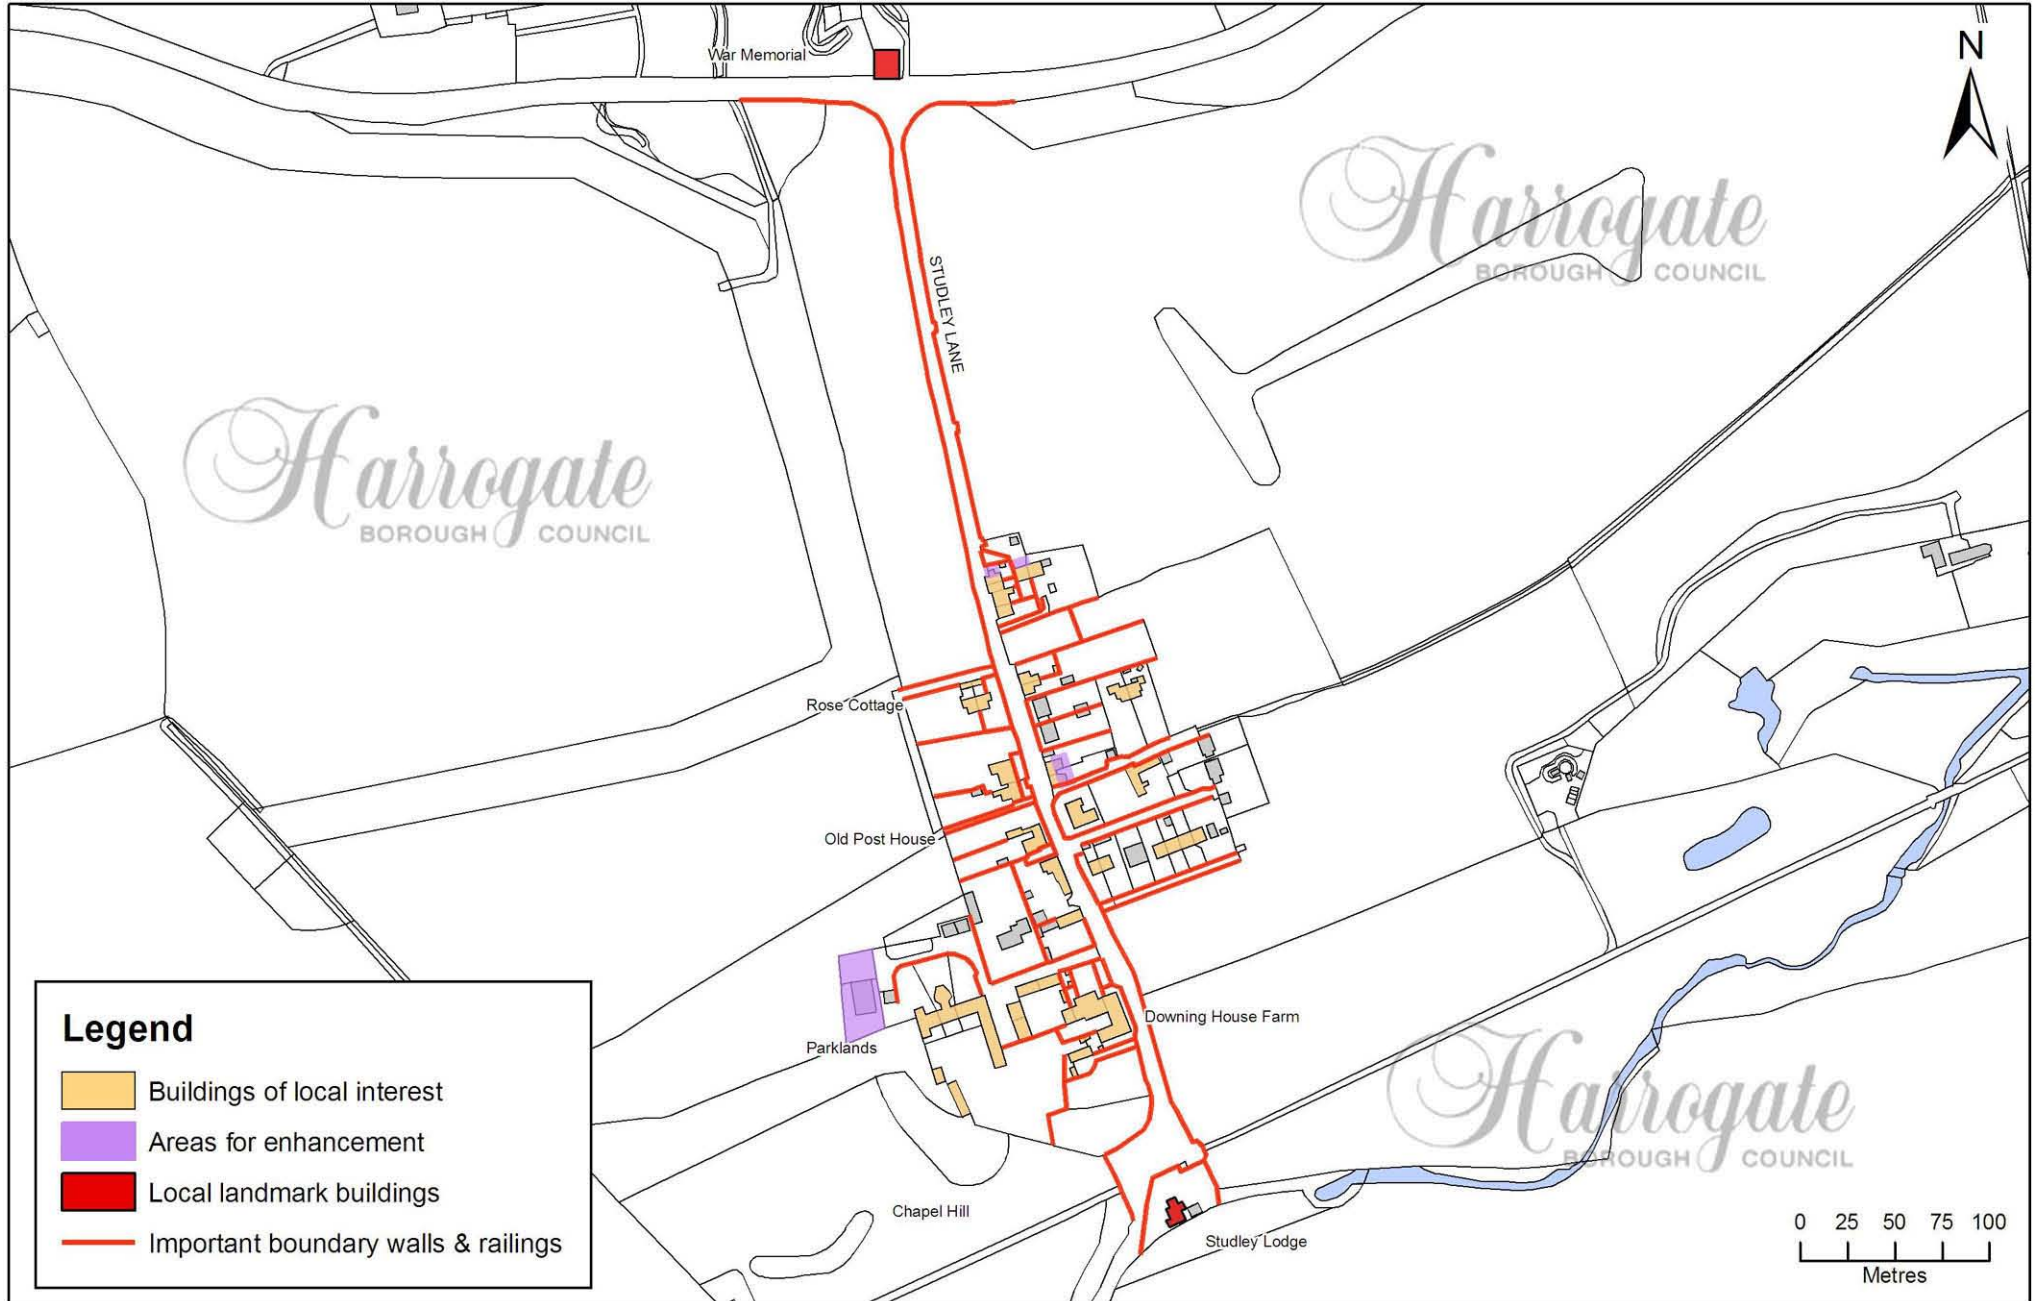 War Memorial
N
Harrogate
BOROUGH COUNCIL
STUDLEY LANE
Harrogate
BOROUGH COUNCIL
Rose Cottage
Old Post House
Downing House Farm
Parklands
Harrogate
BOROUGH COUNCIL
Chapel Hill
Studley Lodge
Legend
Buildings of local interest
Areas for enhancement
Local landmark buildings
Important boundary walls & railings
0 25 50 75 100
Metres